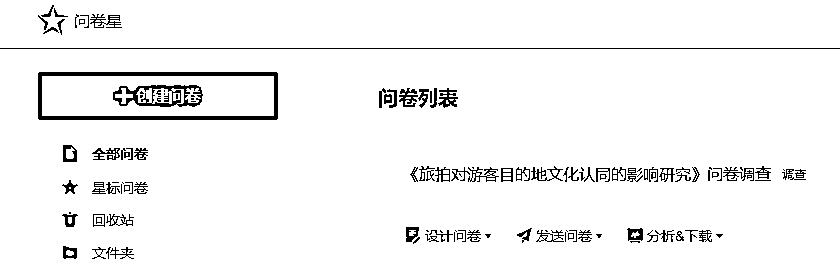 问卷星
创建问卷
问卷列表
全部问卷
《旅拍对游客目的地文化认同的影响研究》问卷调查 调查
星标问卷
回收站
设计问卷 发送问卷 分析&下载
文件夹